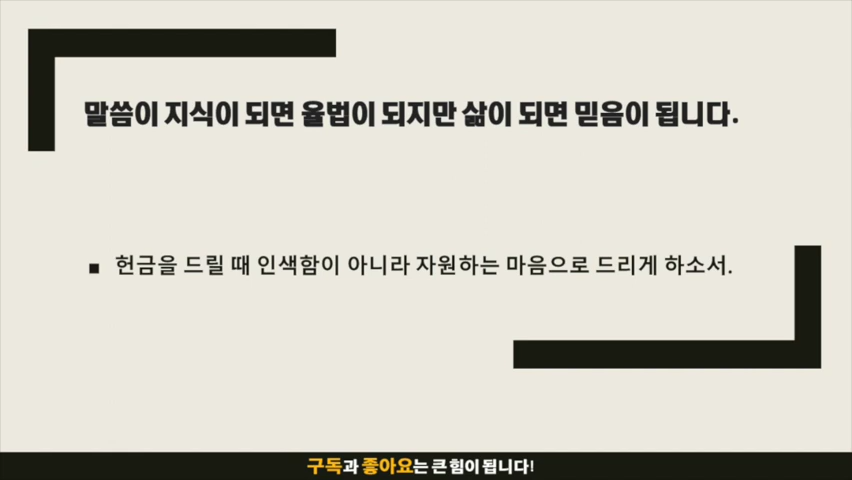 말씀이 지식이 되면 율법이 되지만 삶이 되면 믿음이 됩니다.
헌금을 드릴 때 인색함이 아니라 자원하는 마음으로 드리게 하소서.
구독과 좋아요는 큰 힘이 됩니다!